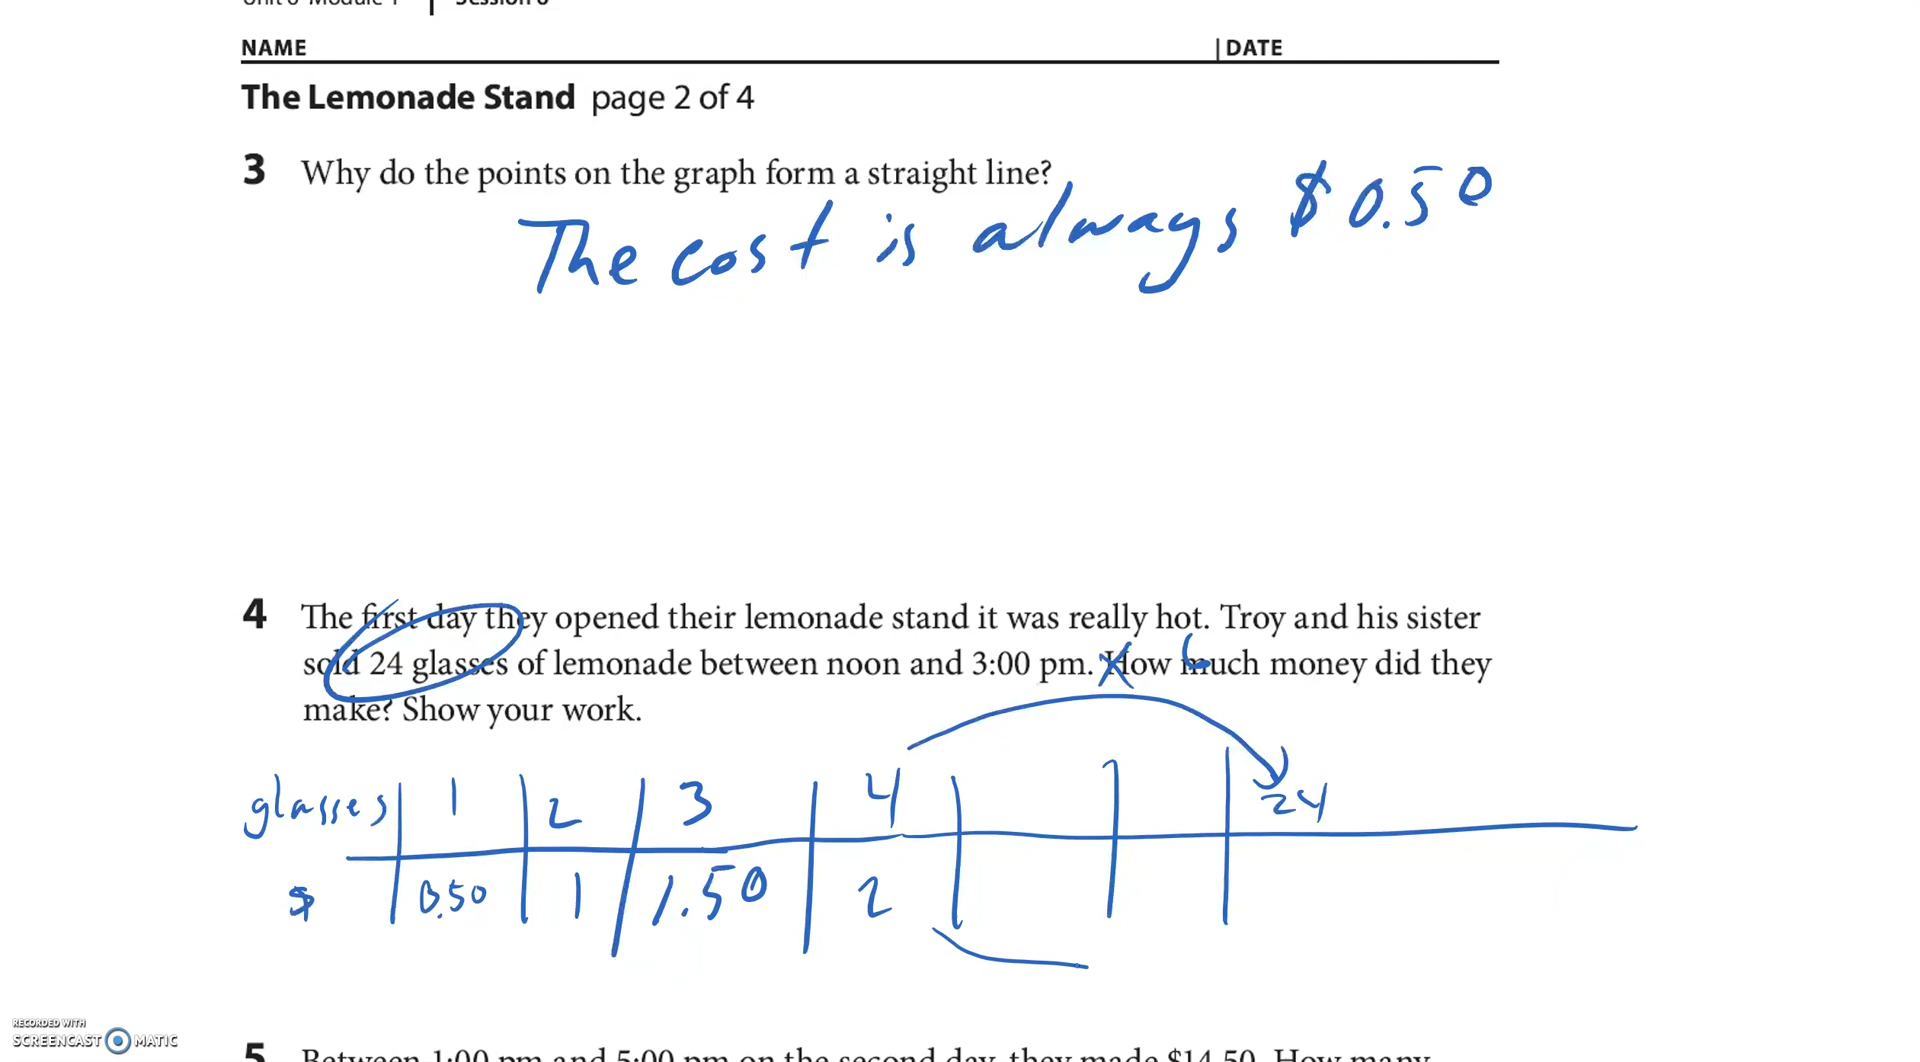 NAME | DATE
The Lemonade Stand page 2 of 4
3 Why do the points on the graph form a straight line?
The cost is always $0.50
4 The first day they opened their lemonade stand it was really hot. Troy and his sister
sold 24 glasses of lemonade between noon and 3:00 pm. How much money did they
make? Show your work.
x 6
glasses | 1 | 2 | 3 | 4 | | | 24
$ | 0.50 | 1 | 1.50 | 2 | | |
5 Between 1:00 pm and 5:00 pm on the second day, they made $14.50. How many
RECORDED WITH
SCREENCAST MATIC